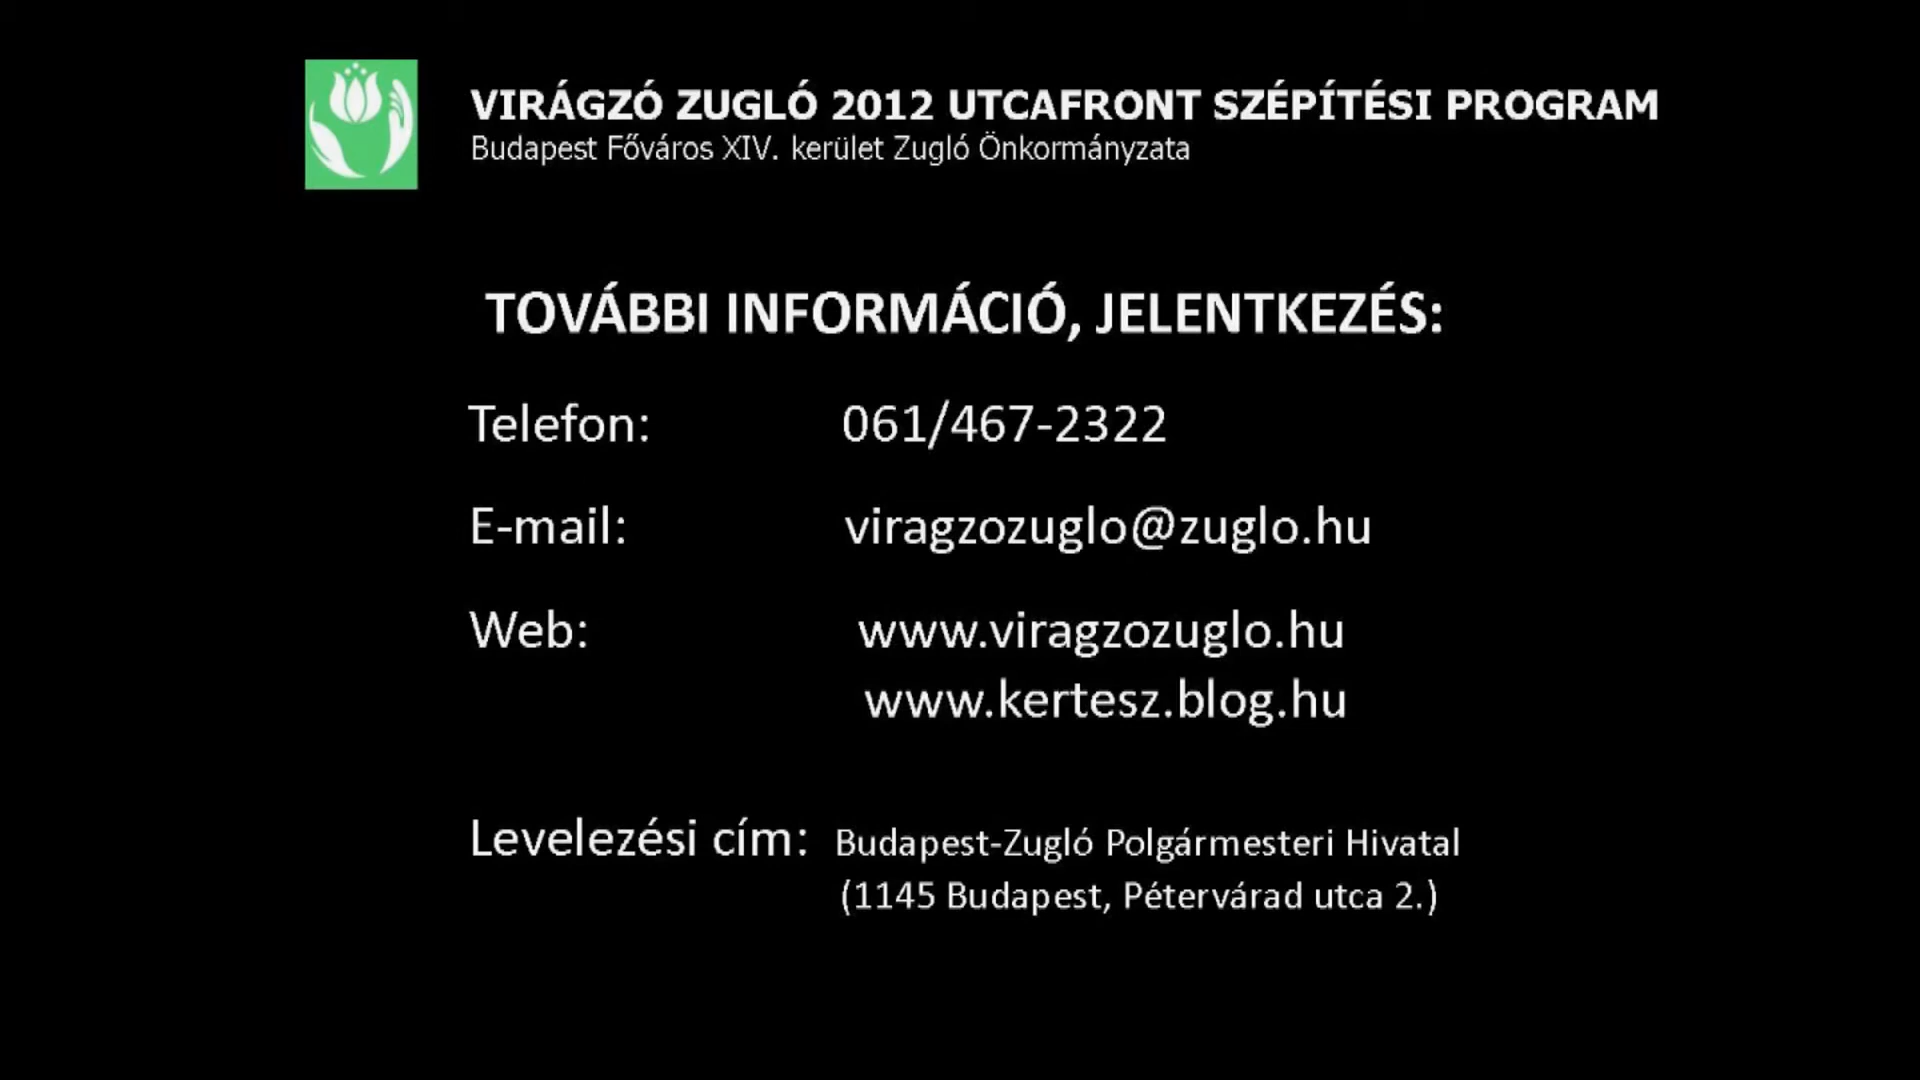 VIRÁGZÓ ZUGLÓ 2012 UTCAFRONT SZÉPÍTÉSI PROGRAM
Budapest Főváros XIV. kerület Zugló Önkormányzata
TOVÁBBI INFORMÁCIÓ, JELENTKEZÉS:
Telefon: 061/467-2322
E-mail: viragzozuglo@zuglo.hu
Web: www.viragzozuglo.hu
www.kertesz.blog.hu
Levelezési cím: Budapest-Zugló Polgármesteri Hivatal
(1145 Budapest, Pétervárad utca 2.)